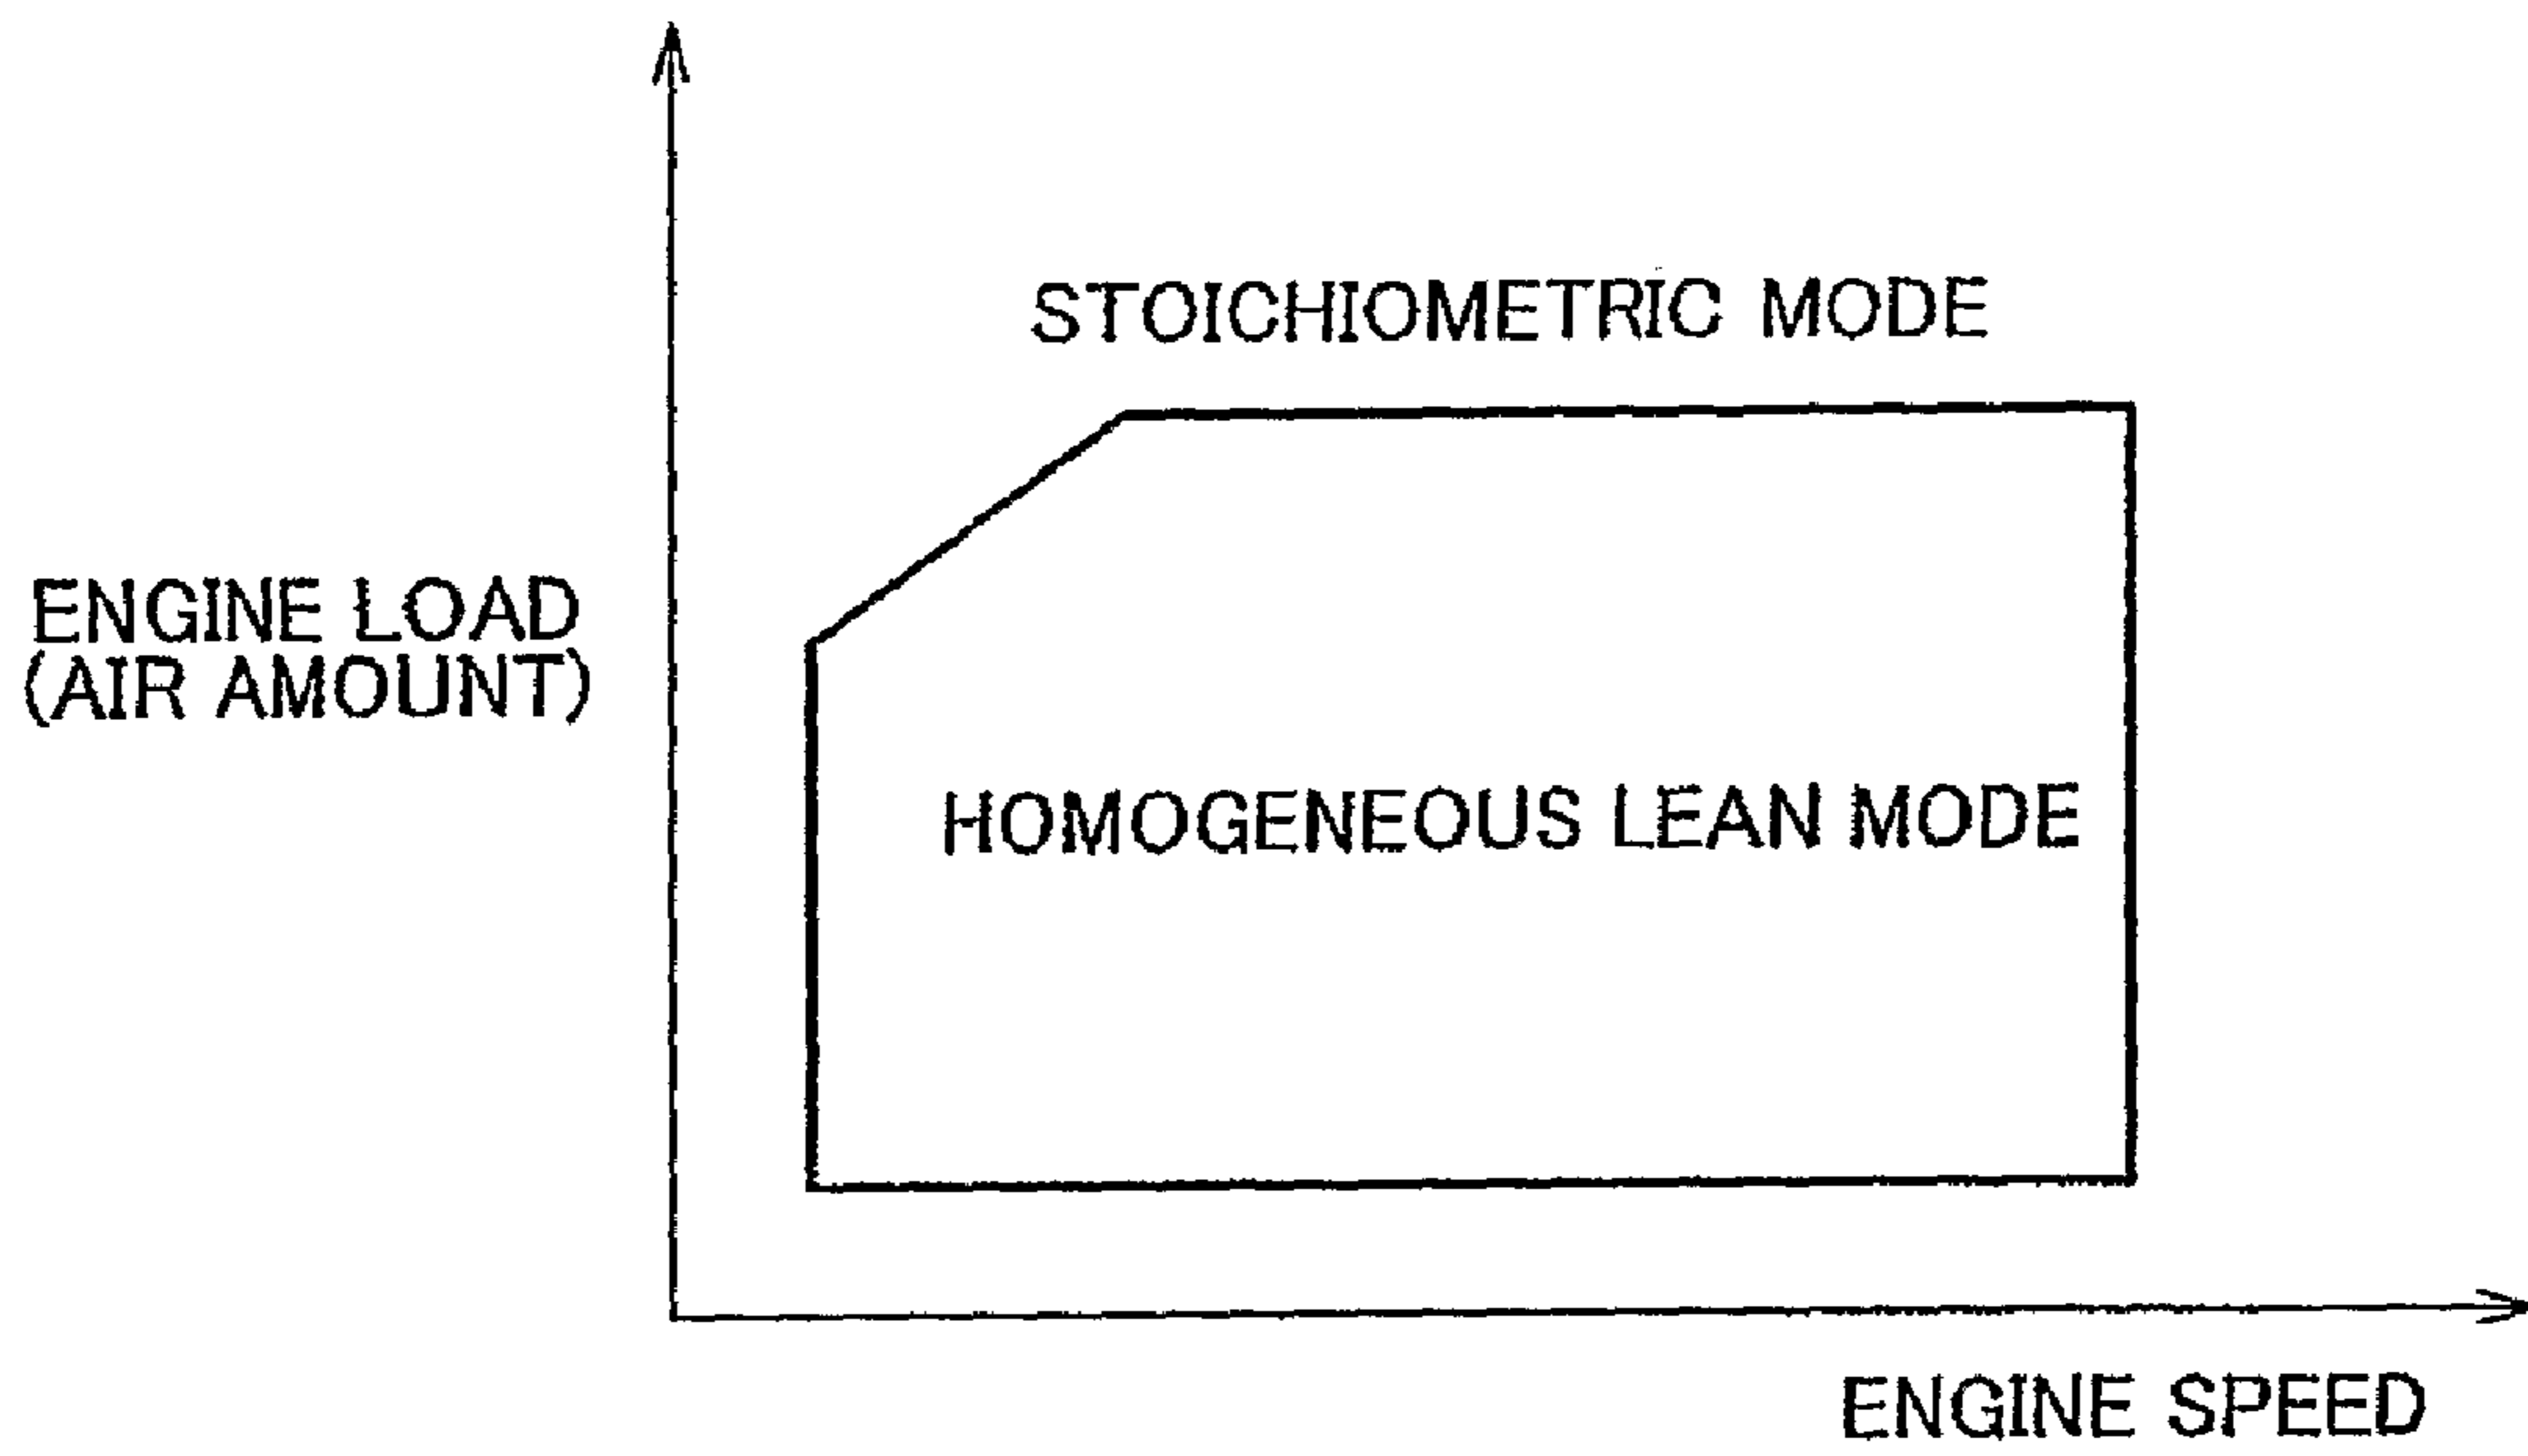 STOICHIOMETRIC MODE
ENGINE LOAD
(AIR AMOUNT)
HOMOGENEOUS LEAN MODE
ENGINE SPEED